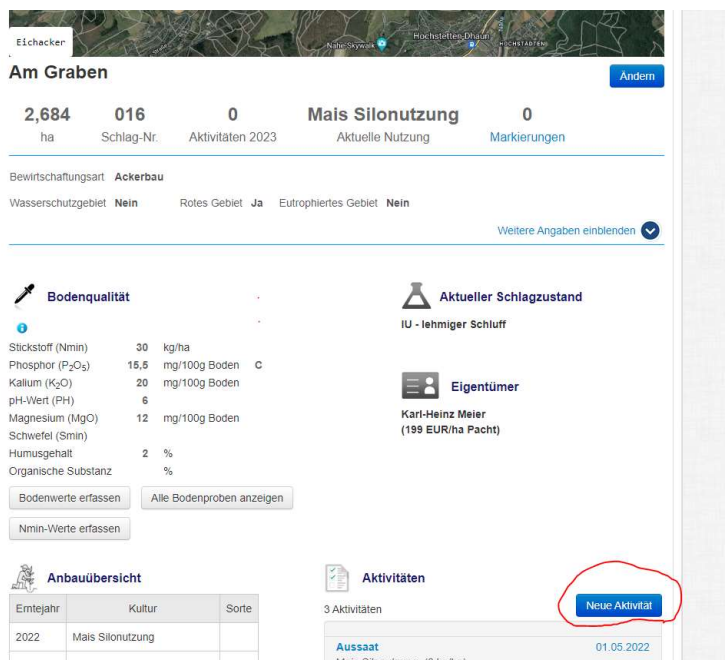 Eichacker
Nahe-Skywalk
Hochstetten-Dhaun
HOCHSTÄDTEN
Am Graben
Ändern
2,684 016 0 Mais Silonutzung 0
ha Schlag-Nr. Aktivitäten 2023 Aktuelle Nutzung Markierungen
Bewirtschaftungsart Ackerbau
Wasserschutzgebiet Nein Rotes Gebiet Ja Eutrophiertes Gebiet Nein
Weitere Angaben einblenden
Bodenqualität
Stickstoff (Nmin) 30 kg/ha
Phosphor (P₂O₅) 15,5 mg/100g Boden C
Kalium (K₂O) 20 mg/100g Boden
pH-Wert (PH) 6
Magnesium (MgO) 12 mg/100g Boden
Schwefel (Smin)
Humusgehalt 2 %
Organische Substanz %
Bodenwerte erfassen Alle Bodenproben anzeigen
Nmin-Werte erfassen
Aktueller Schlagzustand
lU - lehmiger Schluff
Eigentümer
Karl-Heinz Meier
(199 EUR/ha Pacht)
Anbauübersicht
Erntejahr Kultur Sorte
2022 Mais Silonutzung
Aktivitäten
3 Aktivitäten Neue Aktivität
Aussaat 01.05.2022